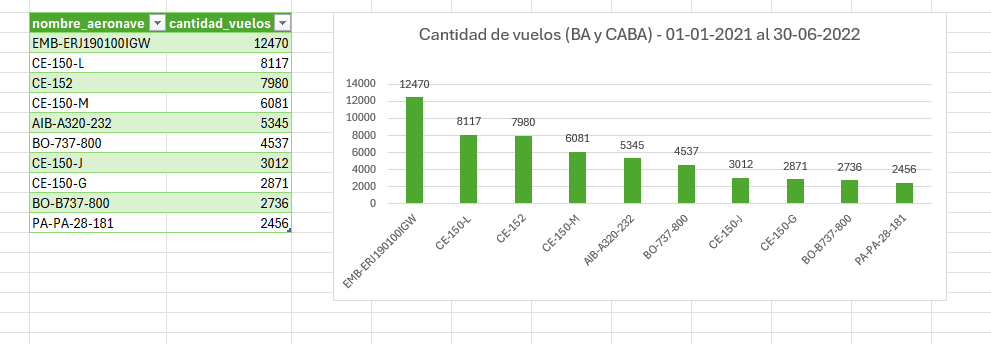 nombre_aeronave cantidad_vuelos
EMB-ERJ190100IGW 12470
CE-150-L 8117
CE-152 7980
CE-150-M 6081
AIB-A320-232 5345
BO-737-800 4537
CE-150-J 3012
CE-150-G 2871
BO-B737-800 2736
PA-PA-28-181 2456
Cantidad de vuelos (BA y CABA) - 01-01-2021 al 30-06-2022
14000
12000
10000
8000
6000
4000
2000
0
12470
8117
7980
6081
5345
4537
3012
2871
2736
2456
EMB-ERJ190100IGW
CE-150-L
CE-152
CE-150-M
AIB-A320-232
BO-737-800
CE-150-J
CE-150-G
BO-B737-800
PA-PA-28-181